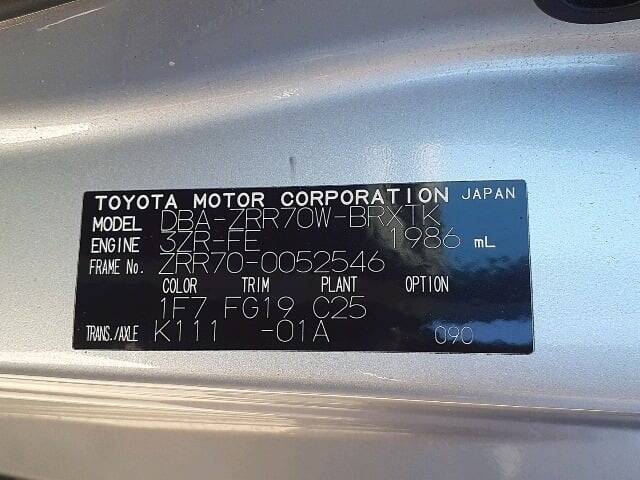 TOYOTA MOTOR CORPORATION JAPAN
MODEL DBA-ZRR70W-BRXTK
ENGINE 3ZR-FE 1986 mL
FRAME No. ZRR70-0052546
COLOR TRIM PLANT OPTION
1F7 FG19 C25
TRANS./AXLE K111 -01A 090